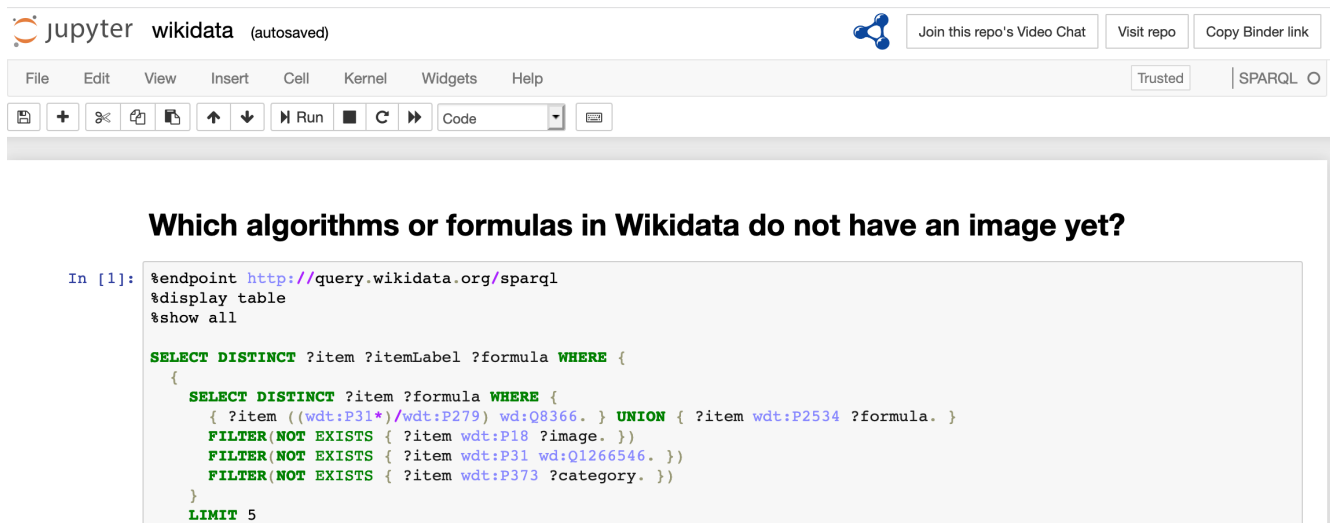 jupyter wikidata (autosaved) Join this repo's Video Chat Visit repo Copy Binder link
File Edit View Insert Cell Kernel Widgets Help Trusted SPARQL
Run Code
Which algorithms or formulas in Wikidata do not have an image yet?
In [1]: %endpoint http://query.wikidata.org/sparql
%display table
%show all
SELECT DISTINCT ?item ?itemLabel ?formula WHERE {
{
SELECT DISTINCT ?item ?formula WHERE {
{ ?item ((wdt:P31*)/wdt:P279) wd:Q8366. } UNION { ?item wdt:P2534 ?formula. }
FILTER(NOT EXISTS { ?item wdt:P18 ?image. })
FILTER(NOT EXISTS { ?item wdt:P31 wd:Q1266546. })
FILTER(NOT EXISTS { ?item wdt:P373 ?category. })
}
LIMIT 5